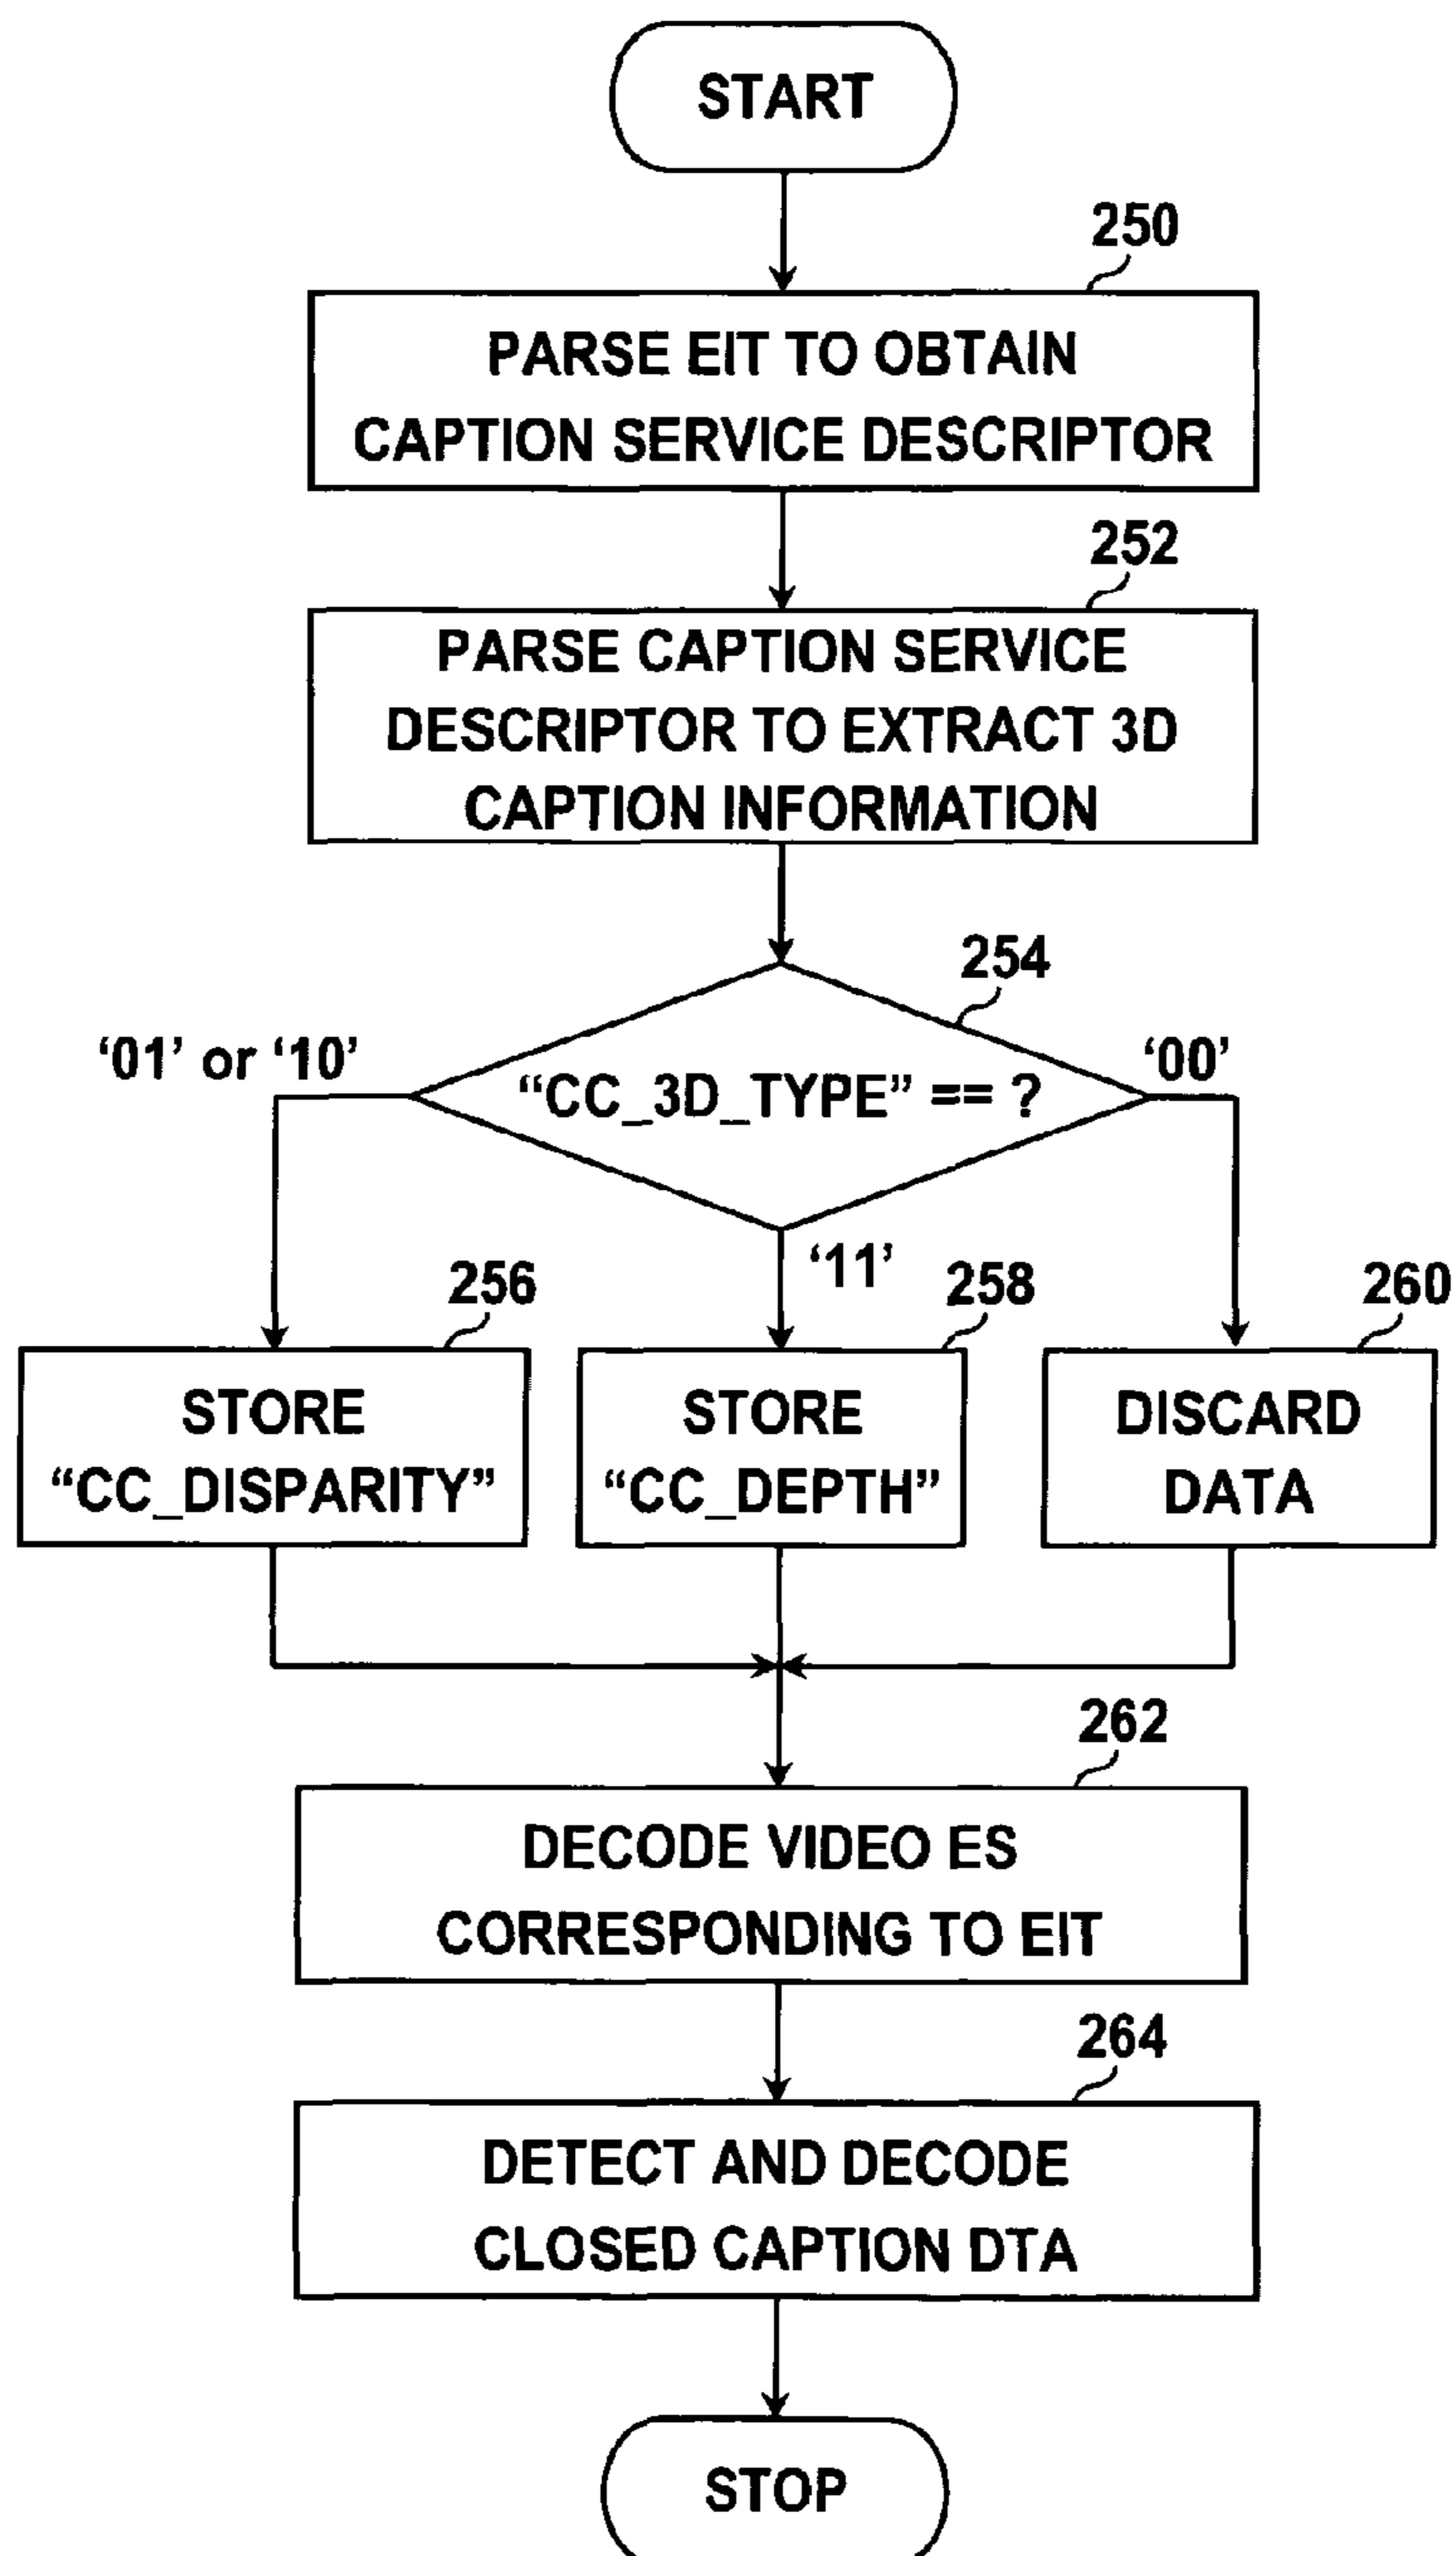 START
250
PARSE EIT TO OBTAIN
CAPTION SERVICE DESCRIPTOR
252
PARSE CAPTION SERVICE
DESCRIPTOR TO EXTRACT 3D
CAPTION INFORMATION
254
‘01’ or ‘10’
“CC_3D_TYPE” == ?
‘00’
‘11’
256
STORE
“CC_DISPARITY”
258
STORE
“CC_DEPTH”
260
DISCARD
DATA
262
DECODE VIDEO ES
CORRESPONDING TO EIT
264
DETECT AND DECODE
CLOSED CAPTION DTA
STOP